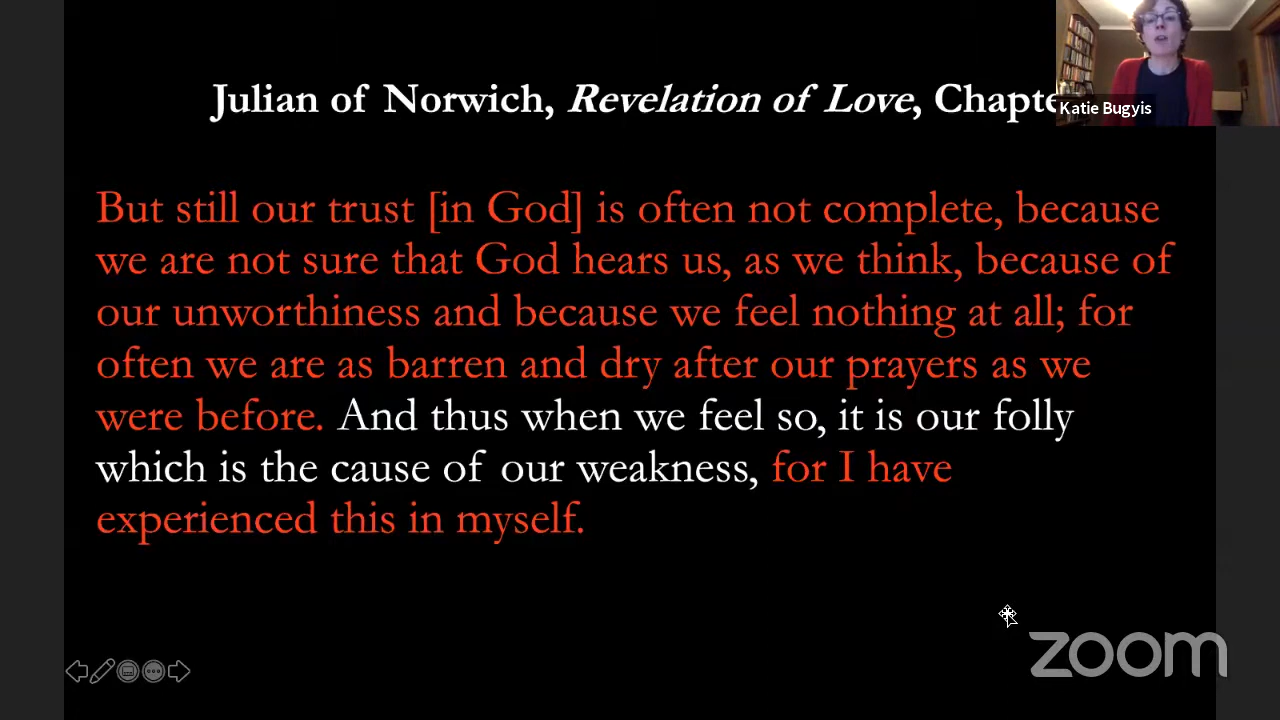 Julian of Norwich, Revelation of Love, Chapte
Katie Bugyis
But still our trust [in God] is often not complete, because
we are not sure that God hears us, as we think, because of
our unworthiness and because we feel nothing at all; for
often we are as barren and dry after our prayers as we
were before. And thus when we feel so, it is our folly
which is the cause of our weakness, for I have
experienced this in myself.
zoom